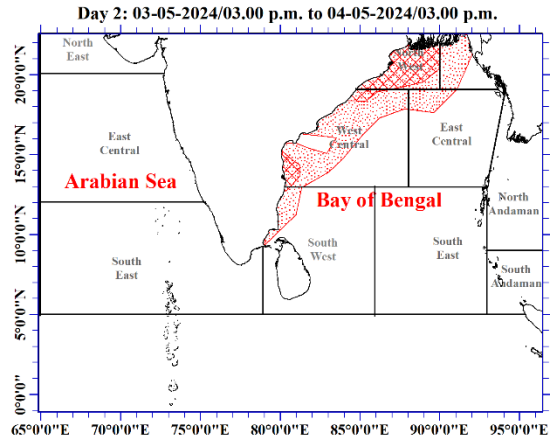 Day 2: 03-05-2024/03.00 p.m. to 04-05-2024/03.00 p.m.
North
East
North
West
20°0'0"N
East
Central
West
Central
East
Central
15°0'0"N
Arabian Sea
Bay of Bengal
North
Andaman
10°0'0"N
South
East
South
West
South
East
South
Andaman
5°0'0"N
0°0'0"
65°0'0"E
70°0'0"E
75°0'0"E
80°0'0"E
85°0'0"E
90°0'0"E
95°0'0"E